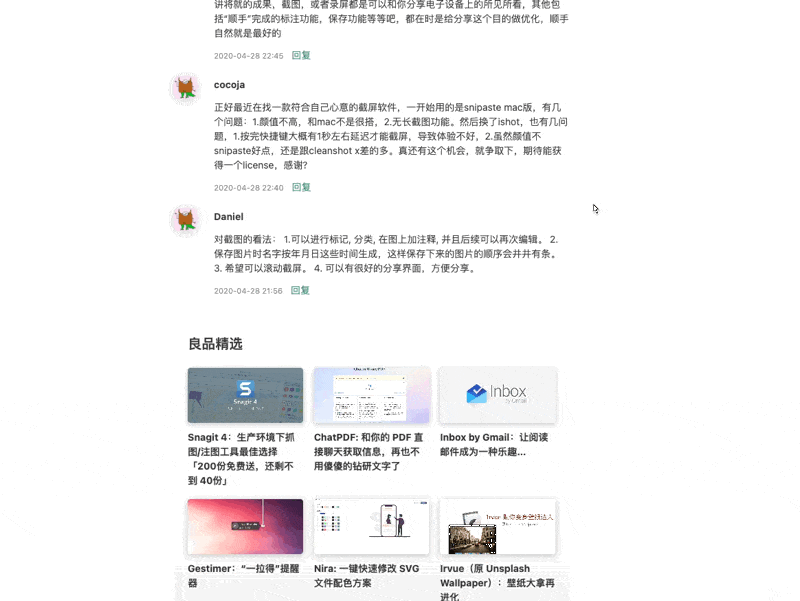 讲将就的成果，截图，或者录屏都是可以和你分享电子设备上的所见所看，其他包
括“顺手”完成的标注功能，保存功能等等吧，都在时是给分享这个目的做优化，顺手
自然就是最好的
2020-04-28 22:45 回复
cocoja
正好最近在找一款符合自己心意的截屏软件，一开始用的是snipaste mac版，有几
个问题：1.颜值不高，和mac不是很搭，2.无长截图功能。然后换了ishot，也有几问
题，1.按完快捷键大概有1秒左右延迟才能截屏，导致体验不好，2.虽然颜值不
snipaste好点，还是跟cleanshot x差的多。真还有这个机会，就争取下，期待能获
得一个license，感谢?
2020-04-28 22:40 回复
Daniel
对截图的看法： 1.可以进行标记, 分类, 在图上加注释, 并且后续可以再次编辑。 2.
保存图片时名字按年月日这些时间生成，这样保存下来的图片的顺序会井井有条。
3. 希望可以滚动截屏。 4. 可以有很好的分享界面，方便分享。
2020-04-28 21:56 回复
良品精选
Snagit 4
Inbox
by Gmail
Snagit 4：生产环境下抓
图/注图工具最佳选择
「200份免费送，还剩不
到 40份」
ChatPDF: 和你的 PDF 直
接聊天获取信息，再也不
用傻傻的钻研文字了
Inbox by Gmail：让阅读
邮件成为一种乐趣...
Gestimer：“一拉得”提醒
器
Nira: 一键快速修改 SVG
文件配色方案
Irvue（原 Unsplash
Wallpaper）：壁纸大拿再
进化